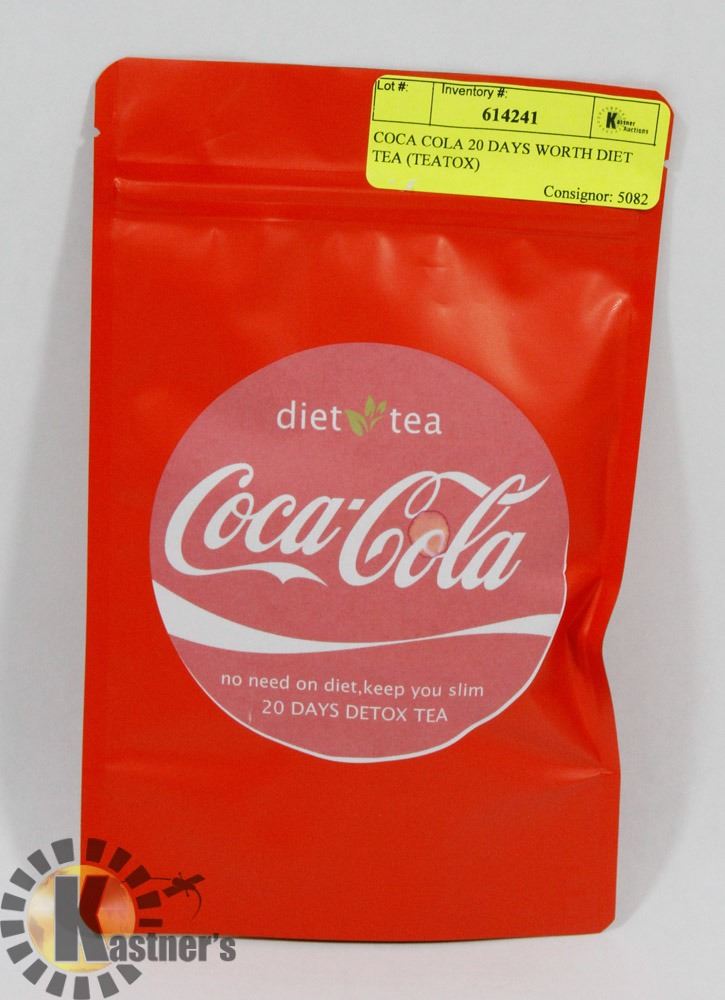 Lot #:
Inventory #:
614241
Kastner
Auctions
COCA COLA 20 DAYS WORTH DIET
TEA (TEATOX)
Consignor: 5082
diet tea
Coca-Cola
no need on diet,keep you slim
20 DAYS DETOX TEA
Kastner's